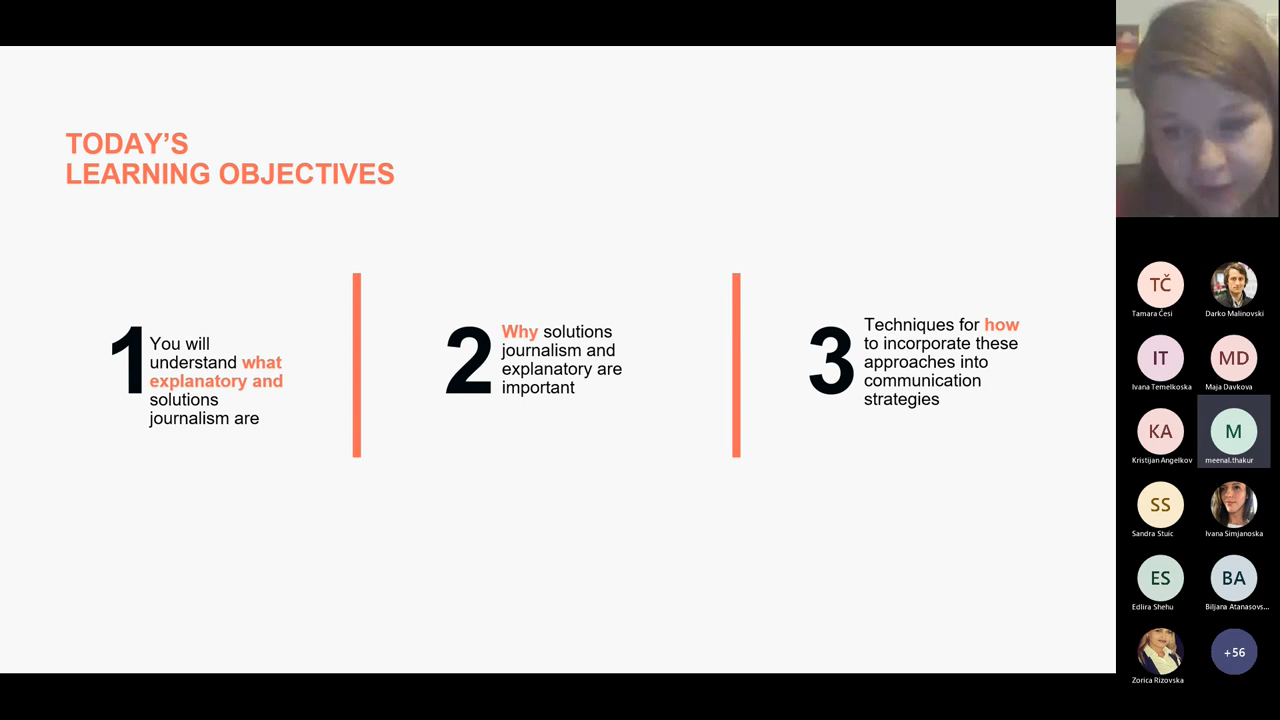 TODAY’S
LEARNING OBJECTIVES
1
You will
understand what
explanatory and
solutions
journalism are
2
Why solutions
journalism and
explanatory are
important
3
Techniques for how
to incorporate these
approaches into
communication
strategies
TČ
Tamara Česi
Darko Malinovski
IT
Ivana Temelkoska
MD
Maja Davkova
KA
Kristijan Angelkov
M
meenal.thakur
SS
Sandra Stuic
Ivana Simjanoska
ES
Edlira Shehu
BA
Biljana Atanasovs...
Zorica Rizovska
+56